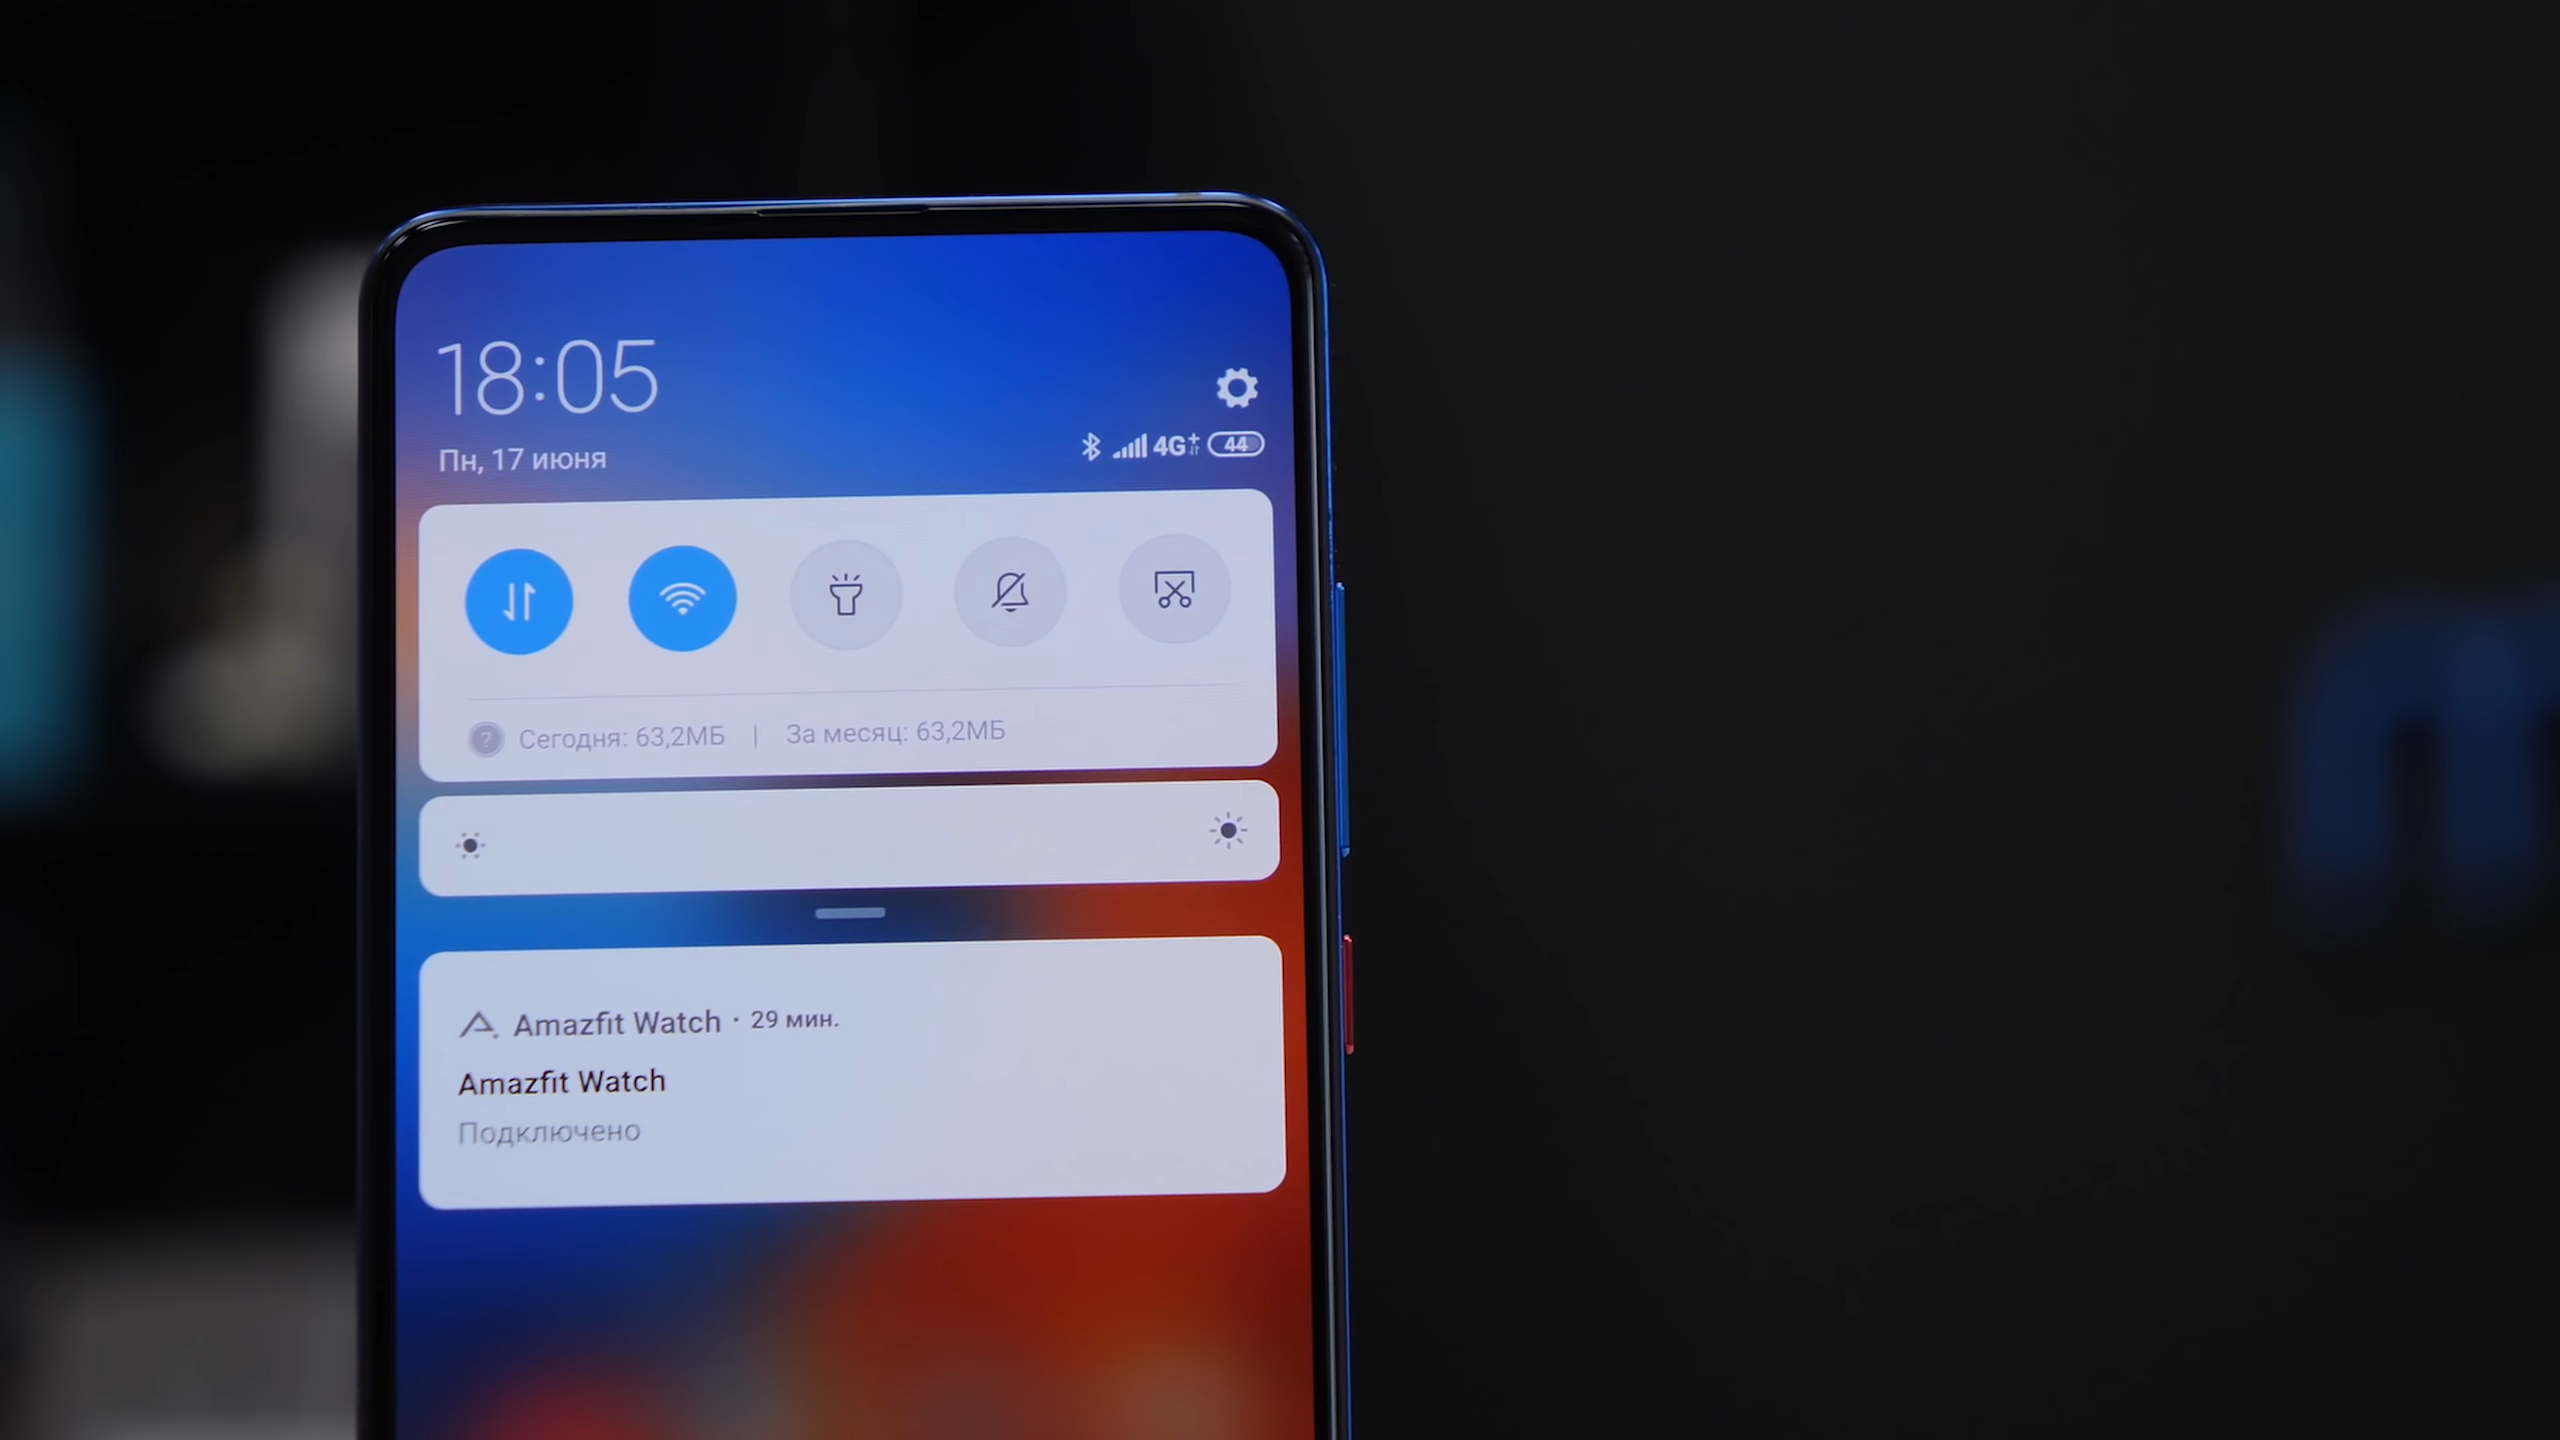 18:05
Пн, 17 июня
4G+ 44
Сегодня: 63,2МБ | За месяц: 63,2МБ
Amazfit Watch · 29 мин.
Amazfit Watch
Подключено